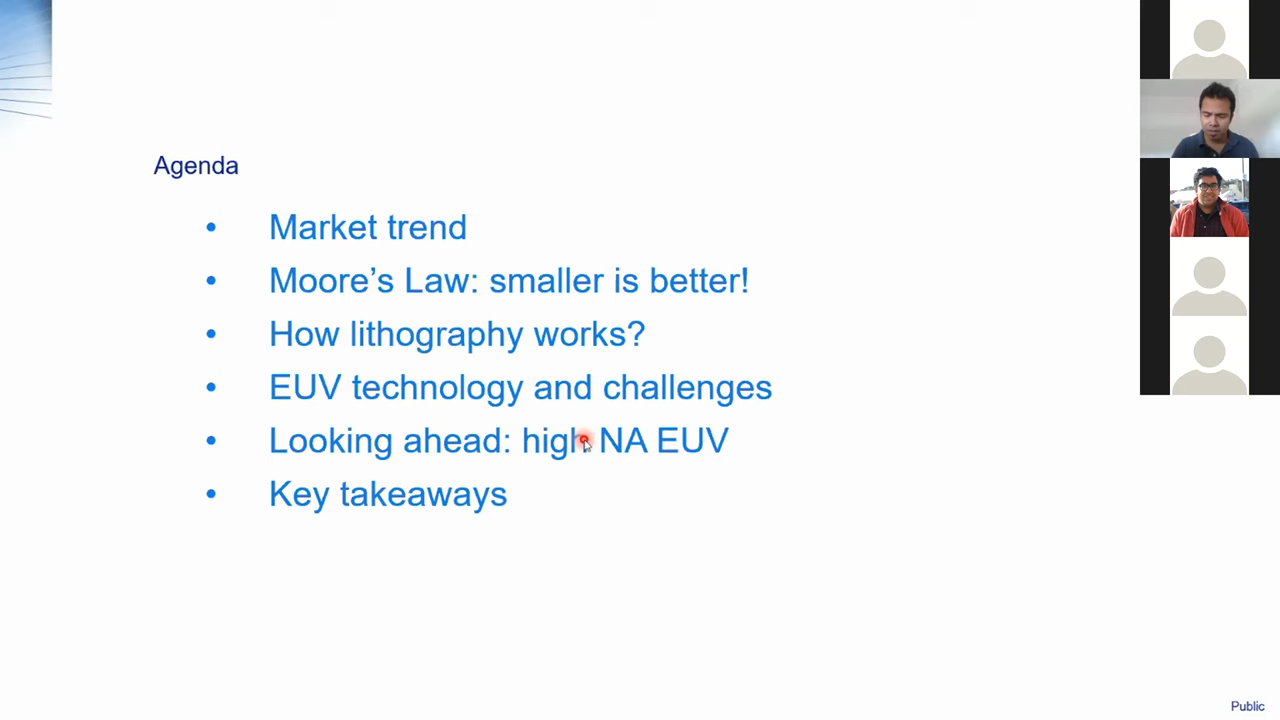 Agenda
• Market trend
• Moore’s Law: smaller is better!
• How lithography works?
• EUV technology and challenges
• Looking ahead: high NA EUV
• Key takeaways
Public